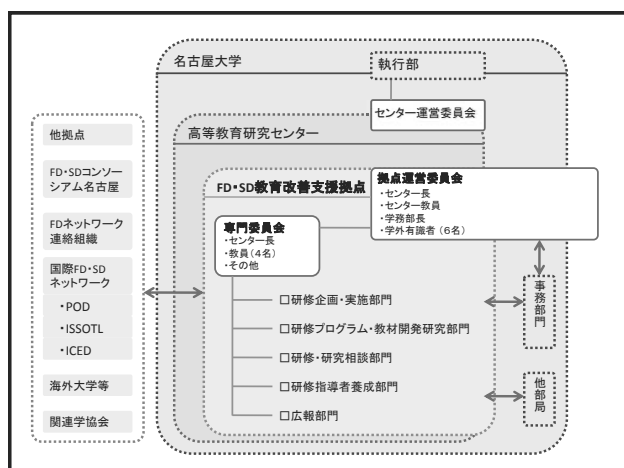 名古屋大学
執行部
センター運営委員会
高等教育研究センター
他拠点
FD・SDコンソー
シアム名古屋
FDネットワーク
連絡組織
国際FD・SD
ネットワーク
・POD
・ISSOTL
・ICED
海外大学等
関連学協会
FD・SD教育改善支援拠点
拠点運営委員会
・センター長
・センター教員
・学務部長
・学外有識者(6名)
専門委員会
・センター長
・教員(4名)
・その他
□研修企画・実施部門
□研修プログラム・教材開発研究部門
□研修・研究相談部門
□研修指導者養成部門
□広報部門
事務部門
他部局